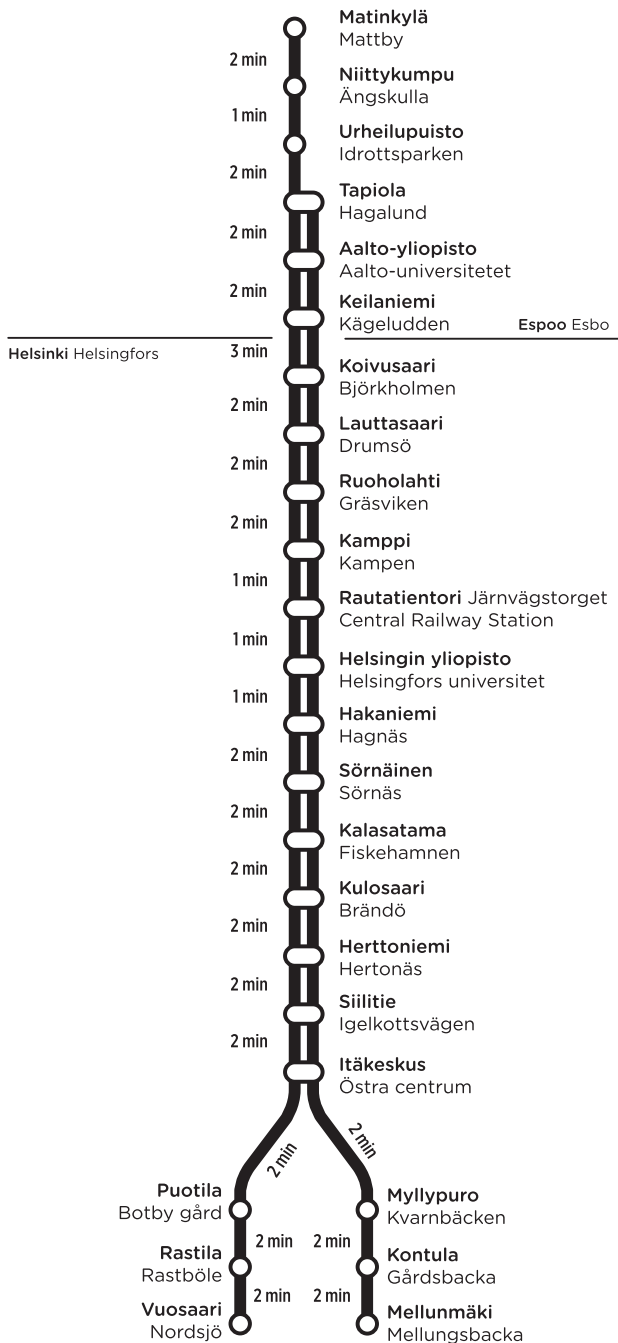 Matinkylä
Mattby
2 min
Niittykumpu
Ängskulla
1 min
Urheilupuisto
Idrottsparken
2 min
Tapiola
Hagalund
2 min
Aalto-yliopisto
Aalto-universitetet
2 min
Keilaniemi
Kägeludden
Espoo Esbo
Helsinki Helsingfors
3 min
Koivusaari
Björkholmen
2 min
Lauttasaari
Drumsö
2 min
Ruoholahti
Gräsviken
2 min
Kamppi
Kampen
1 min
Rautatientori Järnvägstorget
Central Railway Station
1 min
Helsingin yliopisto
Helsingfors universitet
1 min
Hakaniemi
Hagnäs
2 min
Sörnäinen
Sörnäs
2 min
Kalasatama
Fiskehamnen
2 min
Kulosaari
Brändö
2 min
Herttoniemi
Hertonäs
2 min
Siilitie
Igelkottsvägen
2 min
Itäkeskus
Östra centrum
2 min
2 min
Puotila
Botby gård
Myllypuro
Kvarnbäcken
2 min
2 min
Rastila
Rastböle
Kontula
Gårdsbacka
2 min
2 min
Vuosaari
Nordsjö
Mellunmäki
Mellungsbacka